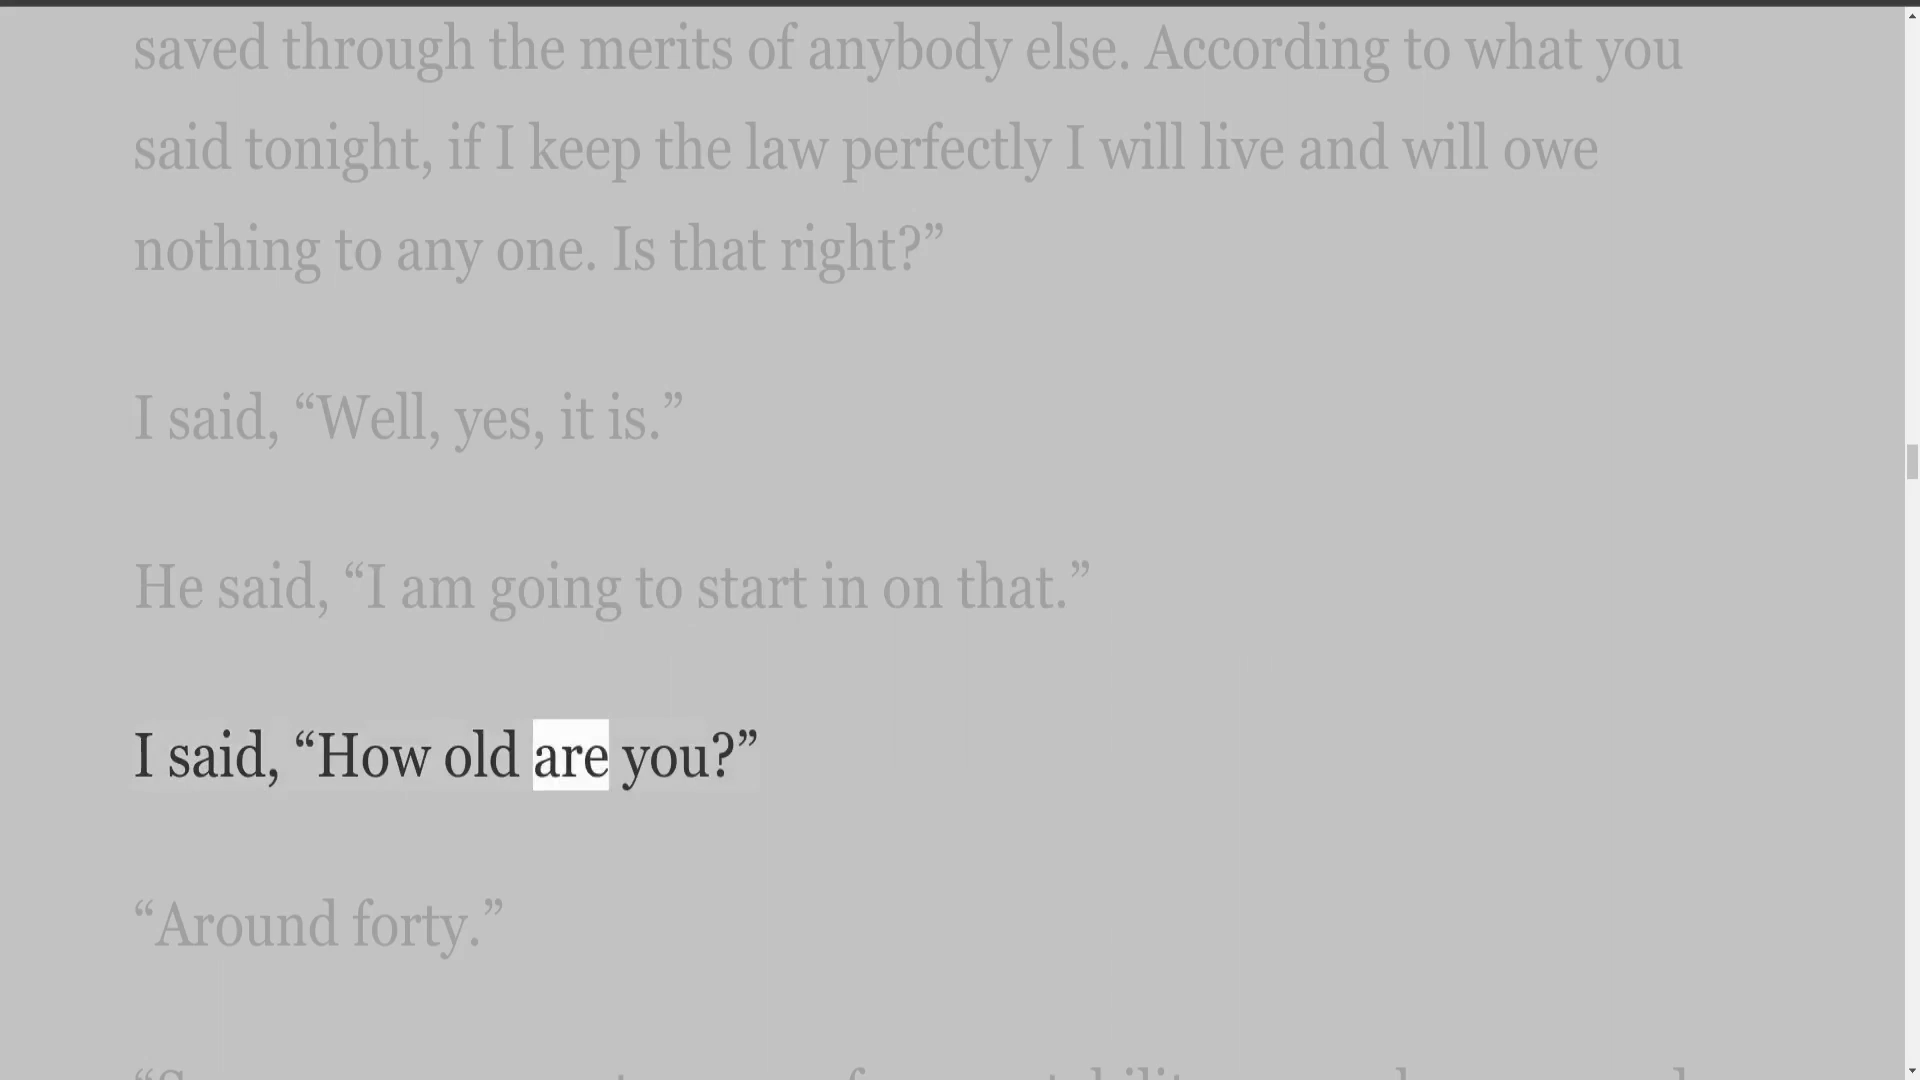 saved through the merits of anybody else. According to what you
said tonight, if I keep the law perfectly I will live and will owe
nothing to any one. Is that right?”
I said, “Well, yes, it is.”
He said, “I am going to start in on that.”
I said, “How old are you?”
“Around forty.”